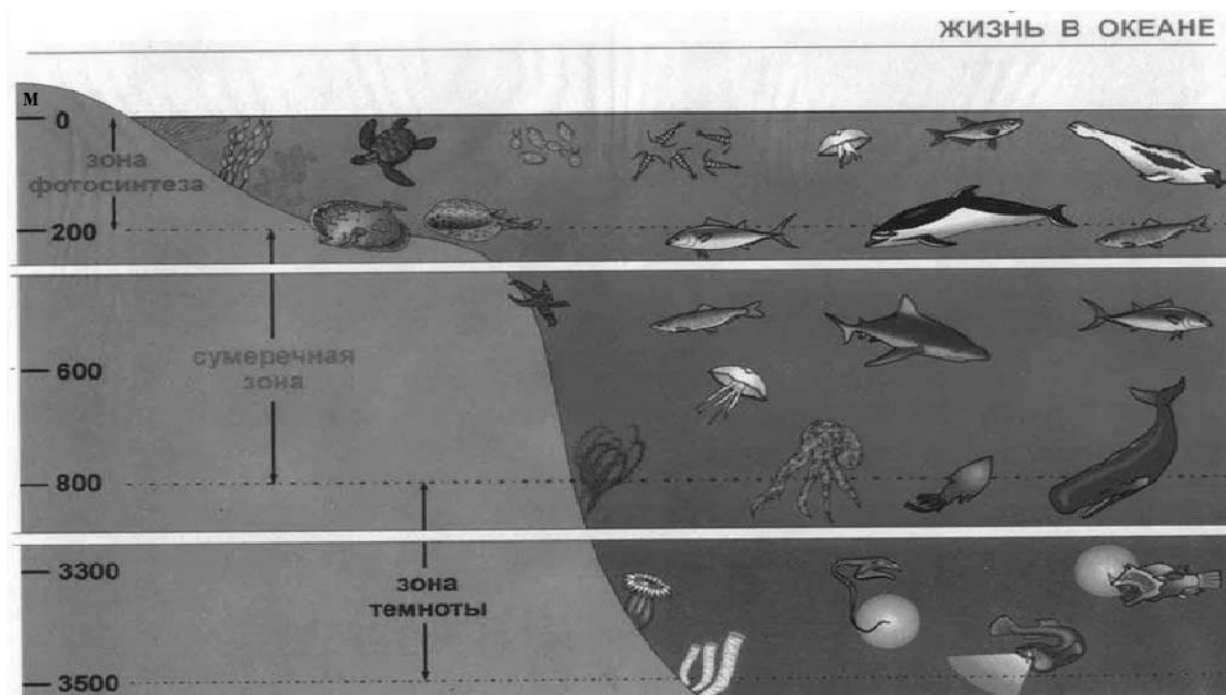 ЖИЗНЬ В ОКЕАНЕ
М
0
зона
фотосинтеза
200
600
сумеречная
зона
800
3300
зона
темноты
3500